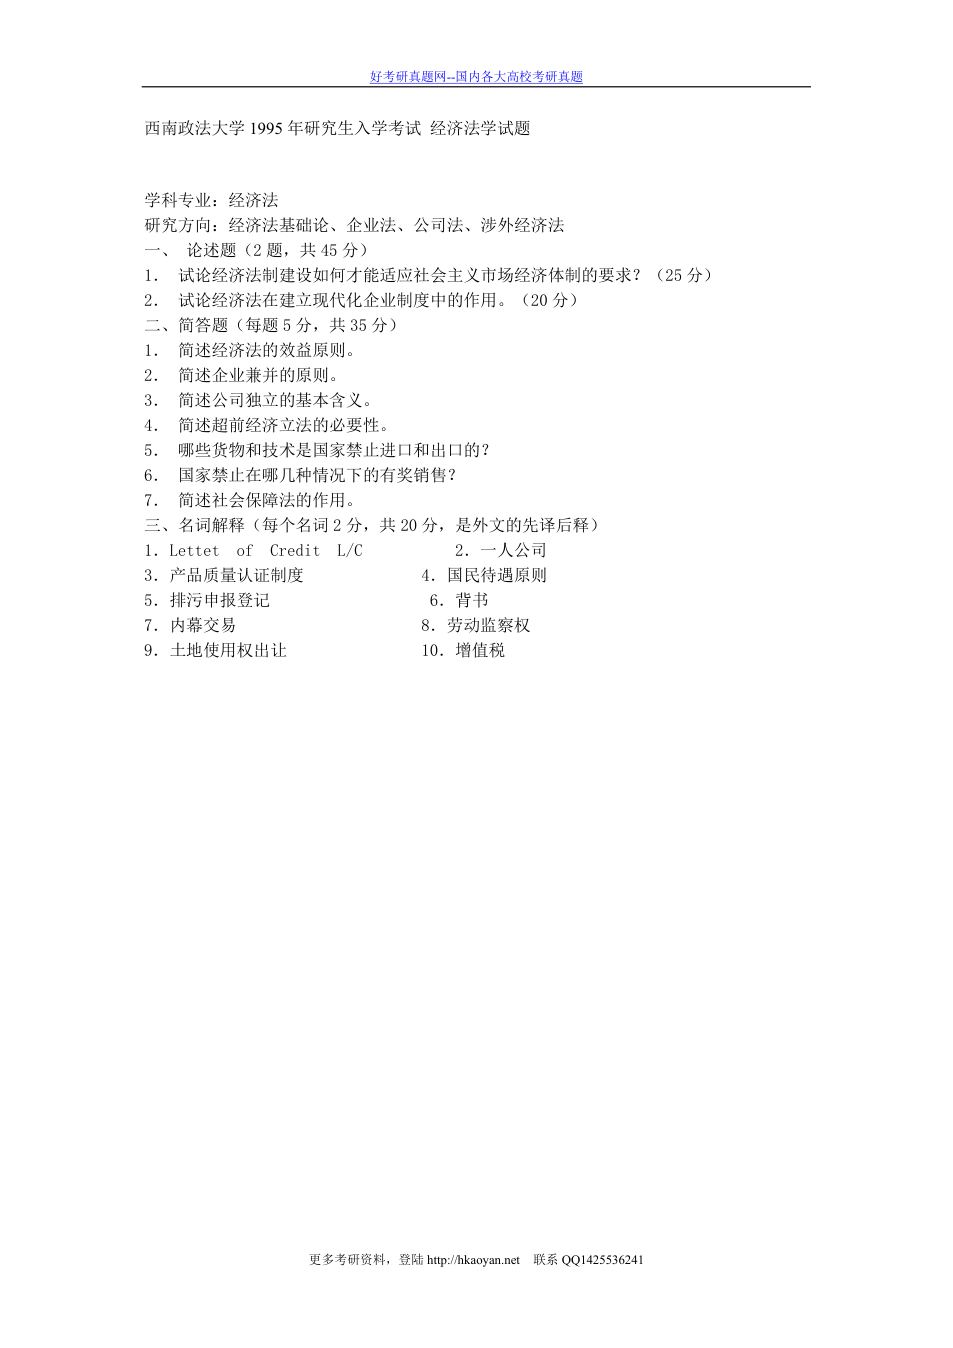 好考研真题网--国内各大高校考研真题
西南政法大学 1995 年研究生入学考试 经济法学试题
学科专业：经济法
研究方向：经济法基础论、企业法、公司法、涉外经济法
一、 论述题（2 题，共 45 分）
1． 试论经济法制建设如何才能适应社会主义市场经济体制的要求？（25 分）
2． 试论经济法在建立现代化企业制度中的作用。（20 分）
二、简答题（每题 5 分，共 35 分）
1． 简述经济法的效益原则。
2． 简述企业兼并的原则。
3． 简述公司独立的基本含义。
4． 简述超前经济立法的必要性。
5． 哪些货物和技术是国家禁止进口和出口的？
6． 国家禁止在哪几种情况下的有奖销售？
7． 简述社会保障法的作用。
三、名词解释（每个名词 2 分，共 20 分，是外文的先译后释）
1．Lettet of Credit L/C 2．一人公司
3．产品质量认证制度 4．国民待遇原则
5．排污申报登记 6．背书
7．内幕交易 8．劳动监察权
9．土地使用权出让 10．增值税
更多考研资料，登陆 http://hkaoyan.net 联系 QQ1425536241